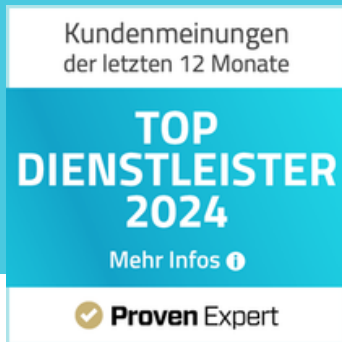 Kundenmeinungen
der letzten 12 Monate
TOP
DIENSTLEISTER
2024
Mehr Infos i
Proven Expert